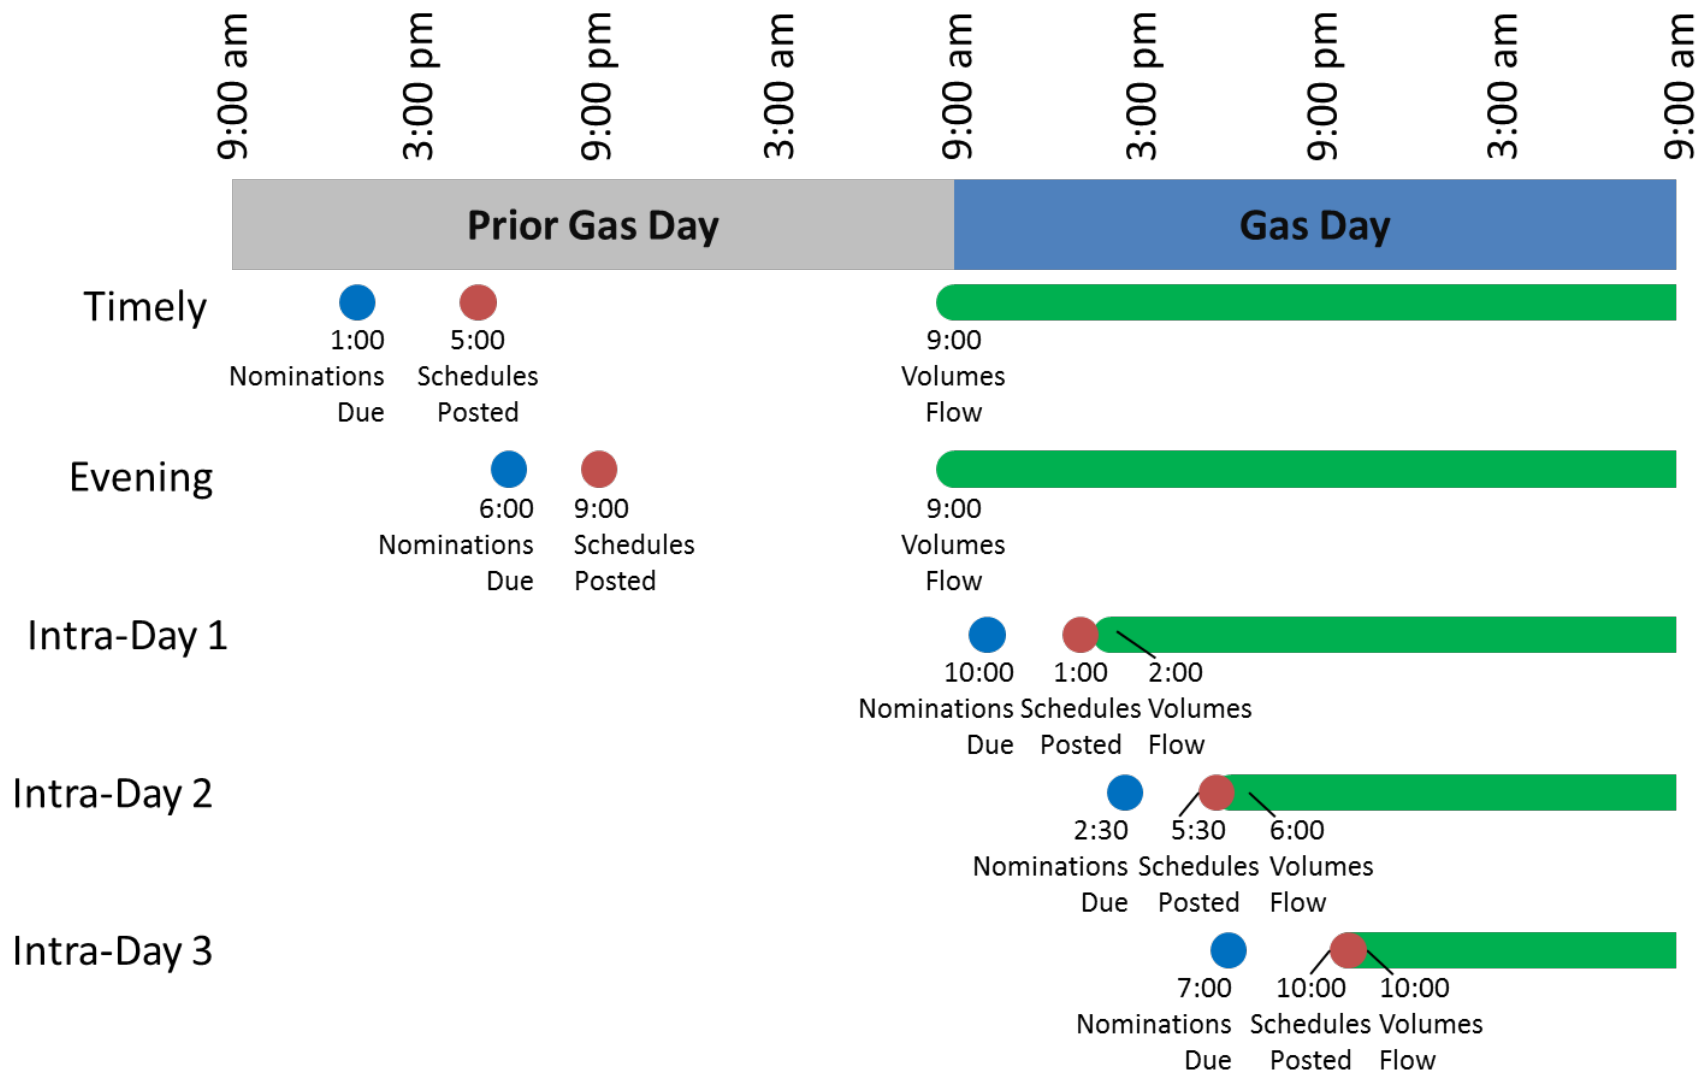 9:00 am
3:00 pm
9:00 pm
3:00 am
9:00 am
3:00 pm
9:00 pm
3:00 am
9:00 am
Prior Gas Day
Gas Day
Timely
1:00
Nominations
Due
5:00
Schedules
Posted
9:00
Volumes
Flow
Evening
6:00
Nominations
Due
9:00
Schedules
Posted
9:00
Volumes
Flow
Intra-Day 1
10:00
Nominations
Due
1:00
Schedules
Posted
2:00
Volumes
Flow
Intra-Day 2
2:30
Nominations
Due
5:30
Schedules
Posted
6:00
Volumes
Flow
Intra-Day 3
7:00
Nominations
Due
10:00
Schedules
Posted
10:00
Volumes
Flow